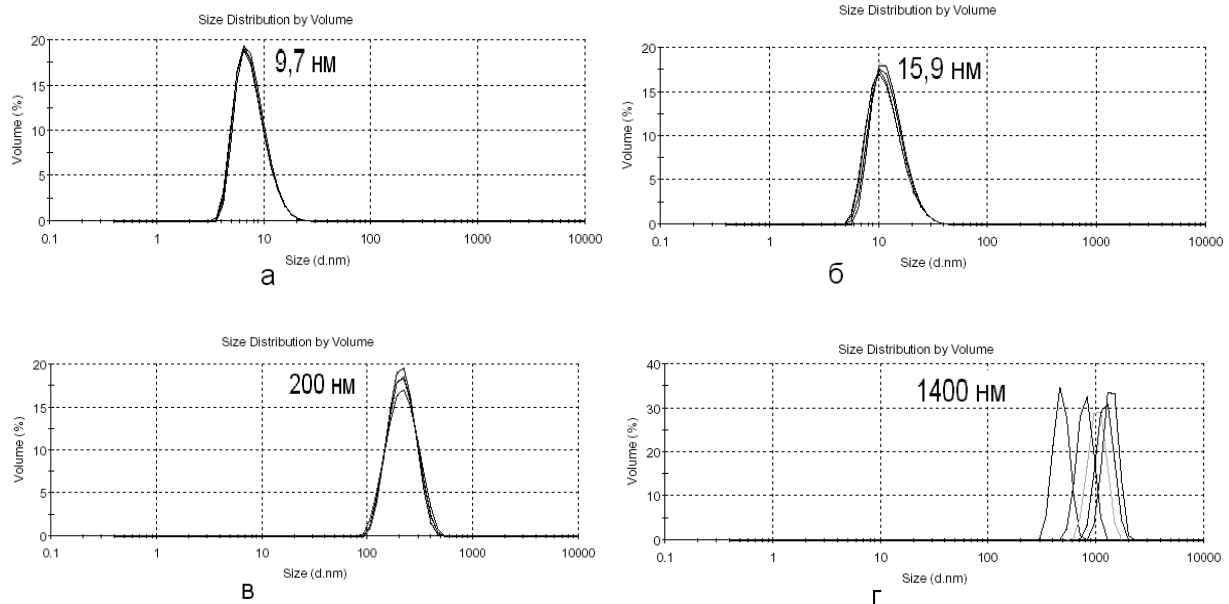 Size Distribution by Volume
20
15
10
5
0
Volume (%)
9,7 нм
0.1 1 10 100 1000 10000
Size (d.nm)
а
Size Distribution by Volume
20
15
10
5
0
Volume (%)
15,9 нм
0.1 1 10 100 1000 10000
Size (d.nm)
б
Size Distribution by Volume
20
15
10
5
0
Volume (%)
200 нм
0.1 1 10 100 1000 10000
Size (d.nm)
в
Size Distribution by Volume
40
30
20
10
0
Volume (%)
1400 нм
0.1 1 10 100 1000 10000
Size (d.nm)
г